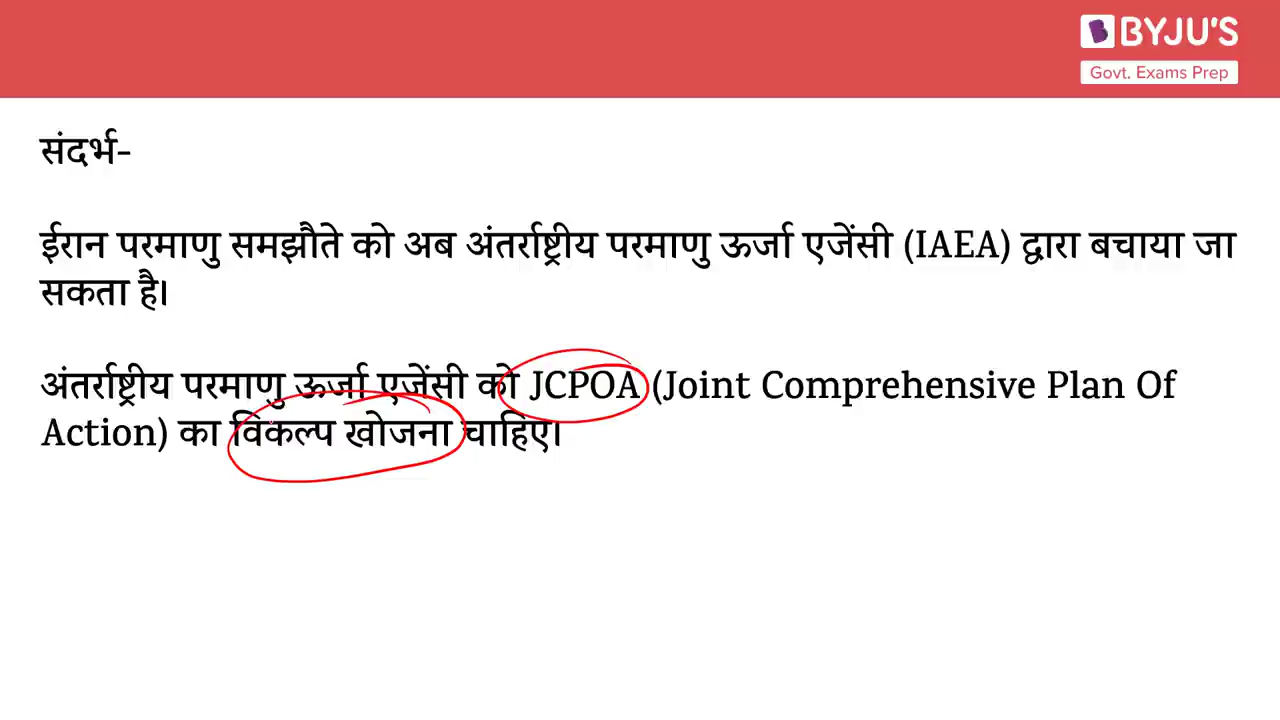 BYJU'S
Govt. Exams Prep
संदर्भ-
ईरान परमाणु समझौते को अब अंतर्राष्ट्रीय परमाणु ऊर्जा एजेंसी (IAEA) द्वारा बचाया जा
सकता है।
अंतर्राष्ट्रीय परमाणु ऊर्जा एजेंसी को JCPOA (Joint Comprehensive Plan Of
Action) का विकल्प खोजना चाहिए।